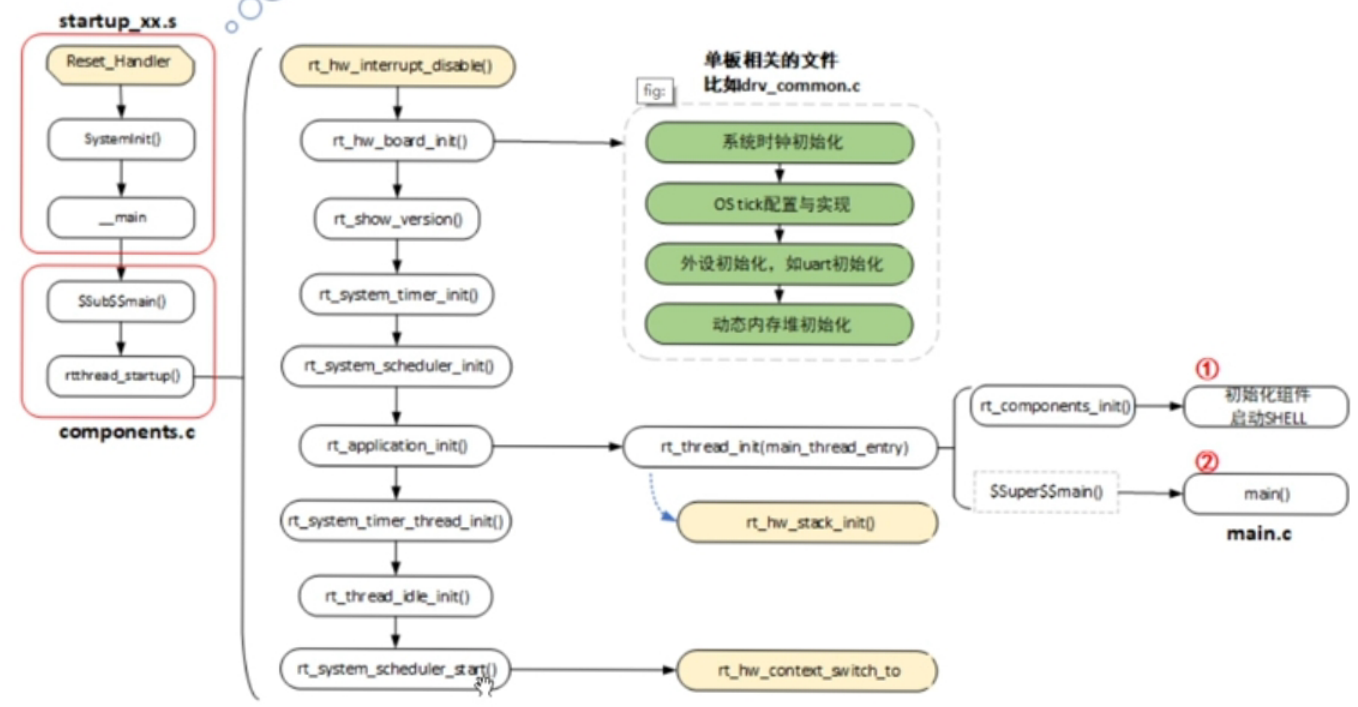 startup_xx.s
Reset_Handler
SystemInit()
__main
$Sub$$main()
rtthread_startup()
components.c
rt_hw_interrupt_disable()
rt_hw_board_init()
rt_show_version()
rt_system_timer_init()
rt_system_scheduler_init()
rt_application_init()
rt_system_timer_thread_init()
rt_thread_idle_init()
rt_system_scheduler_start()
单板相关的文件
比如drv_common.c
fig:
系统时钟初始化
OS tick配置与实现
外设初始化，如uart初始化
动态内存堆初始化
rt_thread_init(main_thread_entry)
rt_hw_stack_init()
rt_hw_context_switch_to
rt_components_init()
①
初始化组件
启动SHELL
$Super$$main()
②
main()
main.c